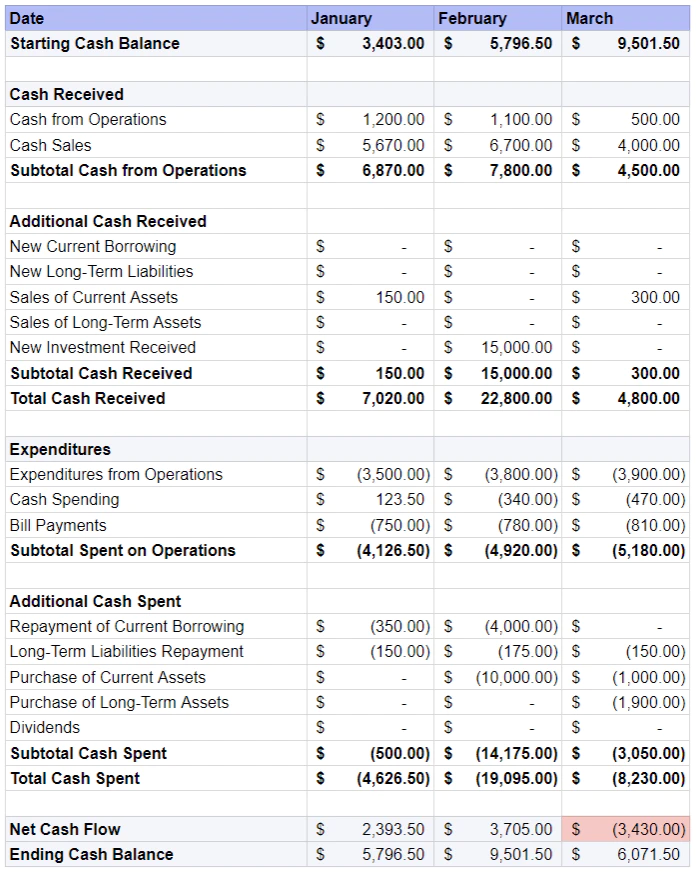 Date January February March
Starting Cash Balance $ 3,403.00 $ 5,796.50 $ 9,501.50
Cash Received
Cash from Operations $ 1,200.00 $ 1,100.00 $ 500.00
Cash Sales $ 5,670.00 $ 6,700.00 $ 4,000.00
Subtotal Cash from Operations $ 6,870.00 $ 7,800.00 $ 4,500.00
Additional Cash Received
New Current Borrowing $ - $ - $ -
New Long-Term Liabilities $ - $ - $ -
Sales of Current Assets $ 150.00 $ - $ 300.00
Sales of Long-Term Assets $ - $ - $ -
New Investment Received $ - $ 15,000.00 $ -
Subtotal Cash Received $ 150.00 $ 15,000.00 $ 300.00
Total Cash Received $ 7,020.00 $ 22,800.00 $ 4,800.00
Expenditures
Expenditures from Operations $ (3,500.00) $ (3,800.00) $ (3,900.00)
Cash Spending $ 123.50 $ (340.00) $ (470.00)
Bill Payments $ (750.00) $ (780.00) $ (810.00)
Subtotal Spent on Operations $ (4,126.50) $ (4,920.00) $ (5,180.00)
Additional Cash Spent
Repayment of Current Borrowing $ (350.00) $ (4,000.00) $ -
Long-Term Liabilities Repayment $ (150.00) $ (175.00) $ (150.00)
Purchase of Current Assets $ - $ (10,000.00) $ (1,000.00)
Purchase of Long-Term Assets $ - $ - $ (1,900.00)
Dividends $ - $ - $ -
Subtotal Cash Spent $ (500.00) $ (14,175.00) $ (3,050.00)
Total Cash Spent $ (4,626.50) $ (19,095.00) $ (8,230.00)
Net Cash Flow $ 2,393.50 $ 3,705.00 $ (3,430.00)
Ending Cash Balance $ 5,796.50 $ 9,501.50 $ 6,071.50